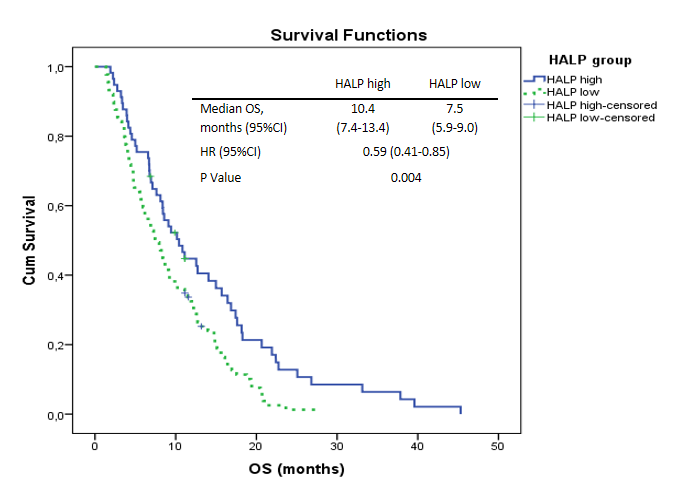 Survival Functions
HALP group
HALP high
HALP low
HALP high-censored
HALP low-censored
HALP high HALP low
Median OS, 10.4 7.5
months (95%CI) (7.4-13.4) (5.9-9.0)
HR (95%CI) 0.59 (0.41-0.85)
P Value 0.004
Cum Survival
1,0
0,8
0,6
0,4
0,2
0,0
0 10 20 30 40 50
OS (months)